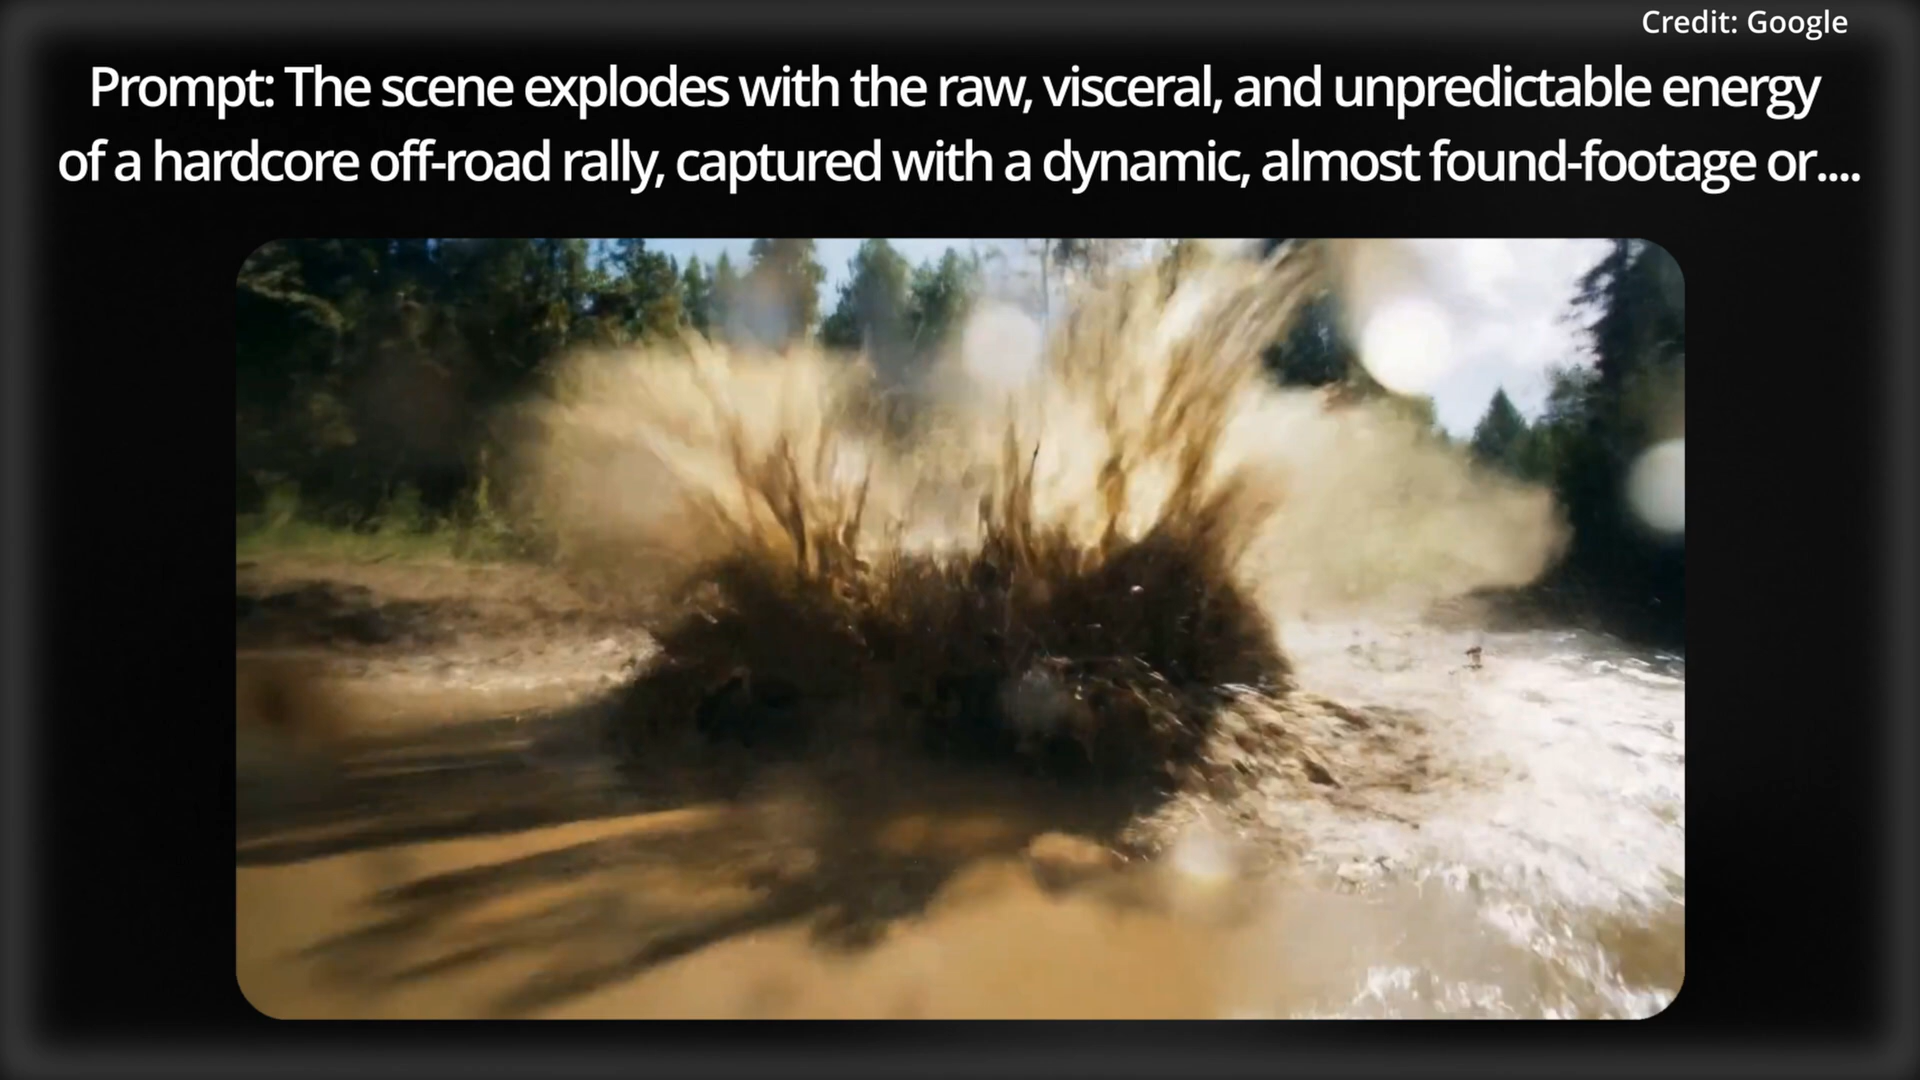 Credit: Google
Prompt: The scene explodes with the raw, visceral, and unpredictable energy
of a hardcore off-road rally, captured with a dynamic, almost found-footage or....